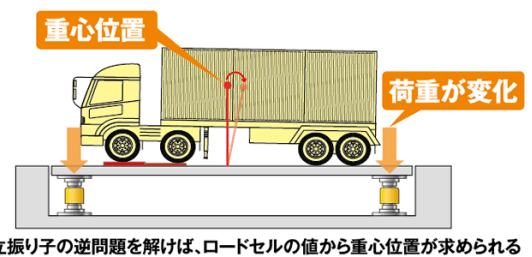 重心位置
荷重が変化
立振り子の逆問題を解けば、ロードセルの値から重心位置が求められる